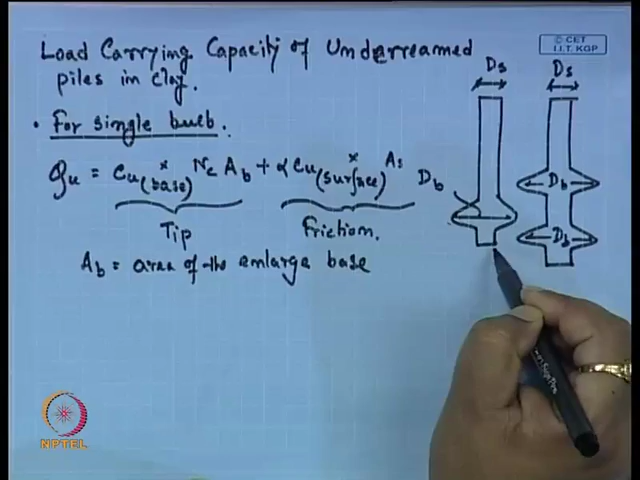 © CET
I.I.T. KGP
Load Carrying Capacity of Underreamed
piles in clay.
• For single bulb.
Qu = Cu(base) × Nc Ab + α Cu(surface) × As
Tip
Friction.
Ab = area of the enlarge base
Ds
Ds
Db
Db
Db
NPTEL